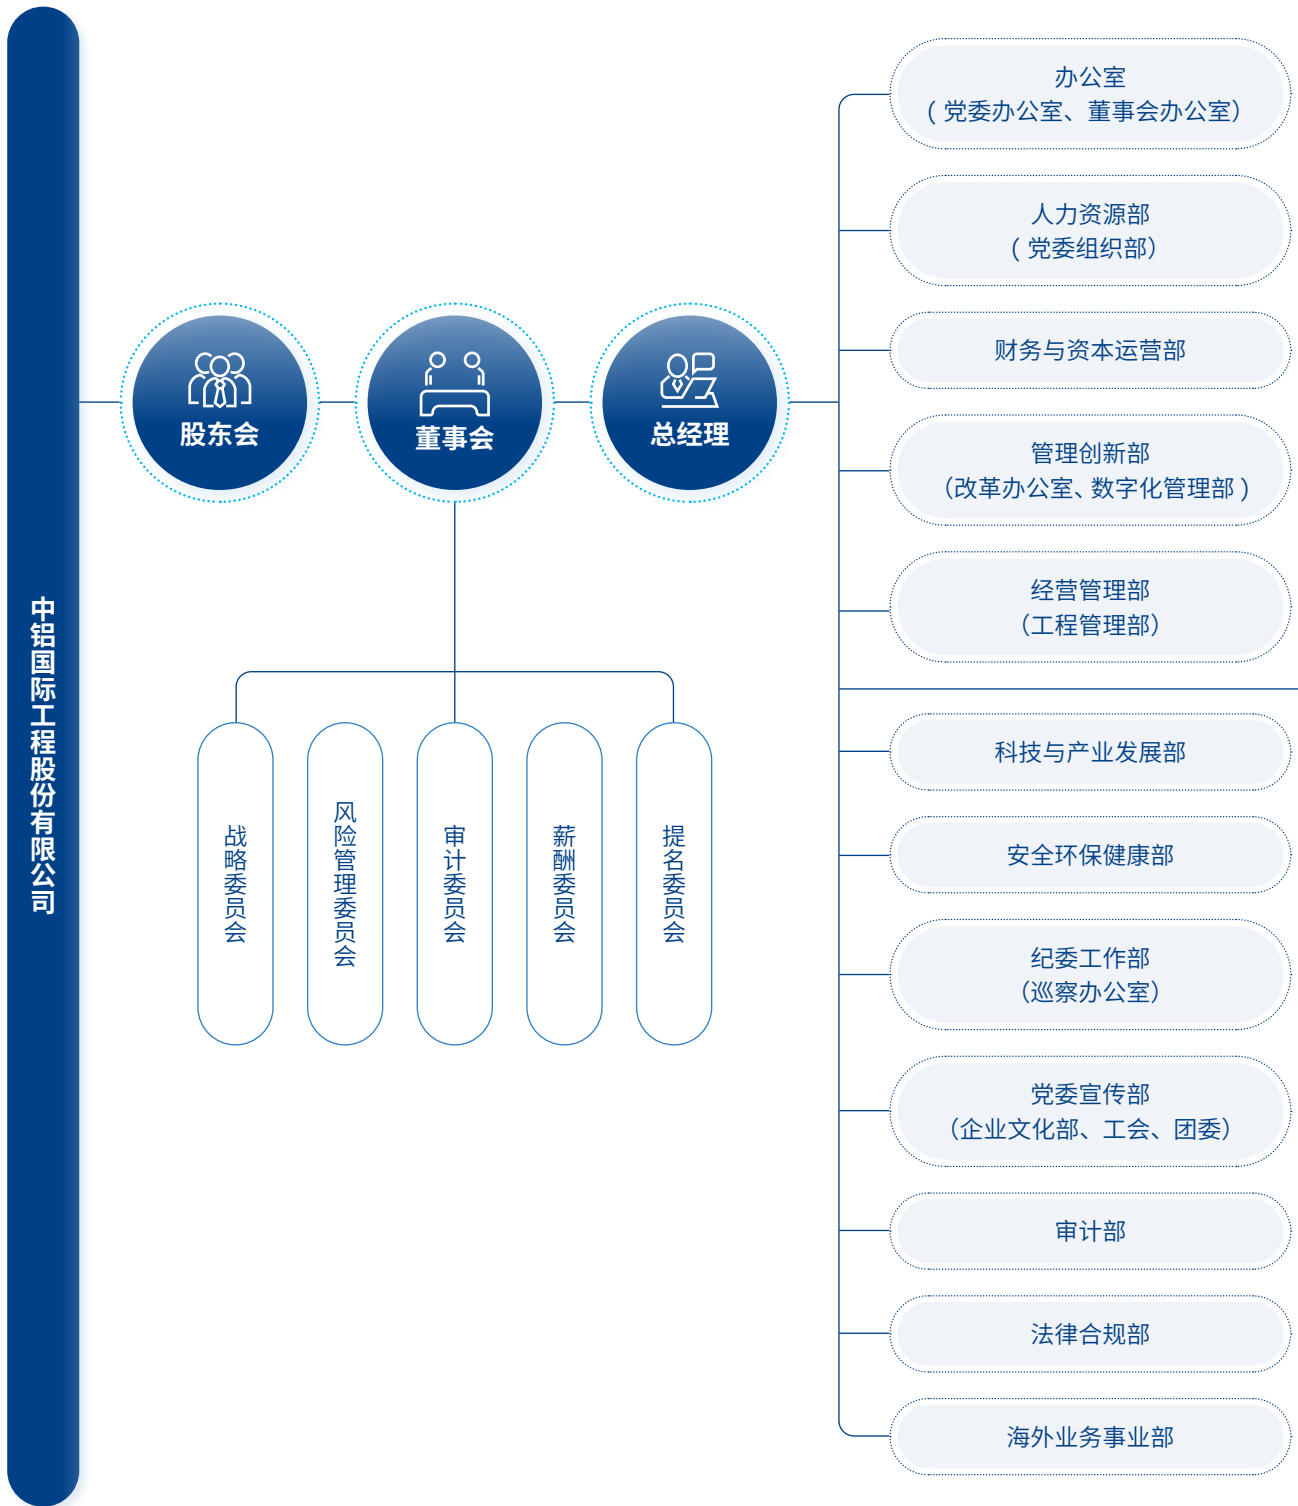 中铝国际工程股份有限公司
股东会
董事会
总经理
战略委员会
风险管理委员会
审计委员会
薪酬委员会
提名委员会
办公室
( 党委办公室、董事会办公室）
人力资源部
( 党委组织部）
财务与资本运营部
管理创新部
（改革办公室、数字化管理部 )
经营管理部
（工程管理部）
科技与产业发展部
安全环保健康部
纪委工作部
（巡察办公室）
党委宣传部
（企业文化部、工会、团委）
审计部
法律合规部
海外业务事业部